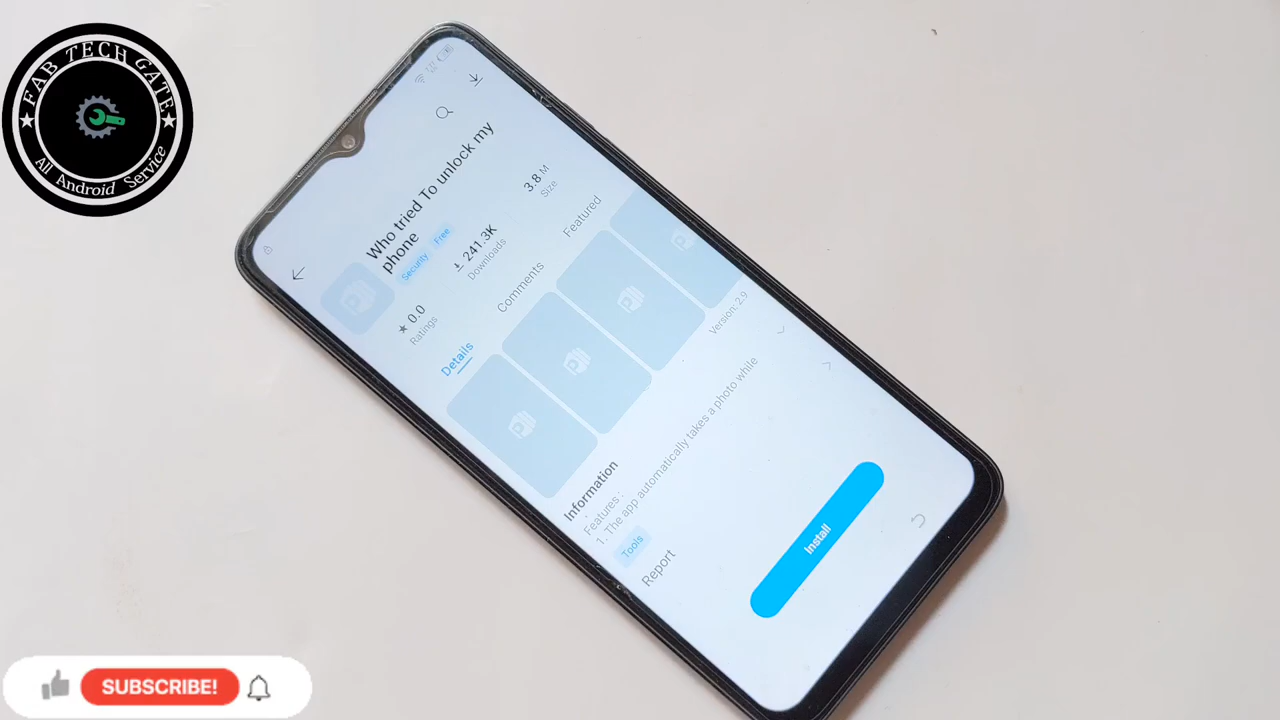 FAB TECH GATE
All Android Service
Who tried To unlock my
phone
Security Free
0.0
Ratings
241.3K
Downloads
3.8 M
Size
Details
Comments
Featured
Information
Version: 2.9
Features :
1. The app automatically takes a photo while
Tools
Report
Install
SUBSCRIBE!